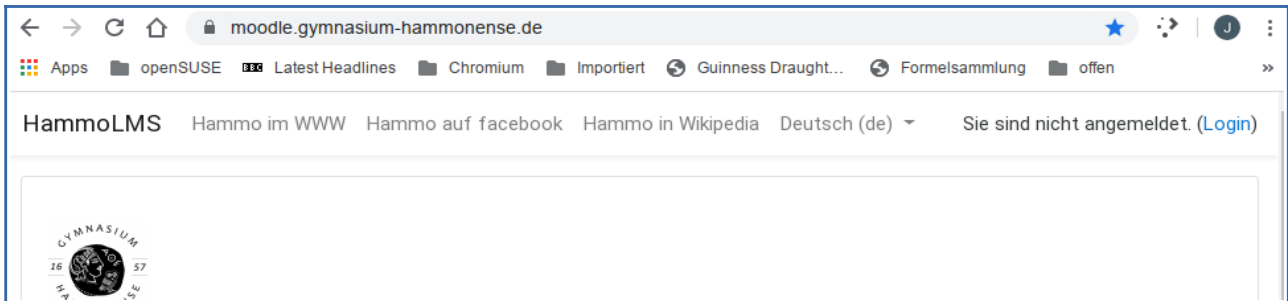 moodle.gymnasium-hammonense.de J
Apps openSUSE BBC Latest Headlines Chromium Importiert Guinness Draught... Formelsammlung offen »
HammoLMS Hammo im WWW Hammo auf facebook Hammo in Wikipedia Deutsch (de) Sie sind nicht angemeldet. (Login)
GYMNASIUM
16 57